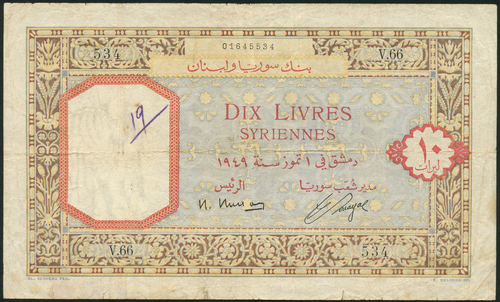 01645534
534 V.66
بنك سوريا ولبنان
19
DIX LIVRES
SYRIENNES
دمشق في ١ تموز سنة ١٩٤٩
١٠
ليرات
مدير شعب سوريا الرئيس
V.66 534